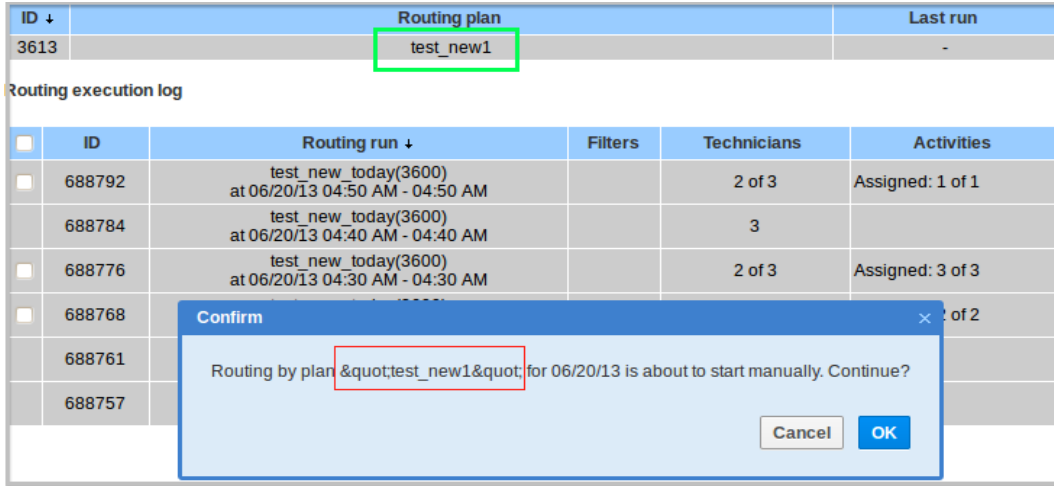 ID ↓ Routing plan Last run
3613 test_new1 -
Routing execution log
ID Routing run ↓ Filters Technicians Activities
688792 test_new_today(3600) 2 of 3 Assigned: 1 of 1
at 06/20/13 04:50 AM - 04:50 AM
688784 test_new_today(3600) 3
at 06/20/13 04:40 AM - 04:40 AM
688776 test_new_today(3600) 2 of 3 Assigned: 3 of 3
at 06/20/13 04:30 AM - 04:30 AM
688768 of 2
Confirm ×
688761
Routing by plan &quot;test_new1&quot; for 06/20/13 is about to start manually. Continue?
688757
Cancel OK